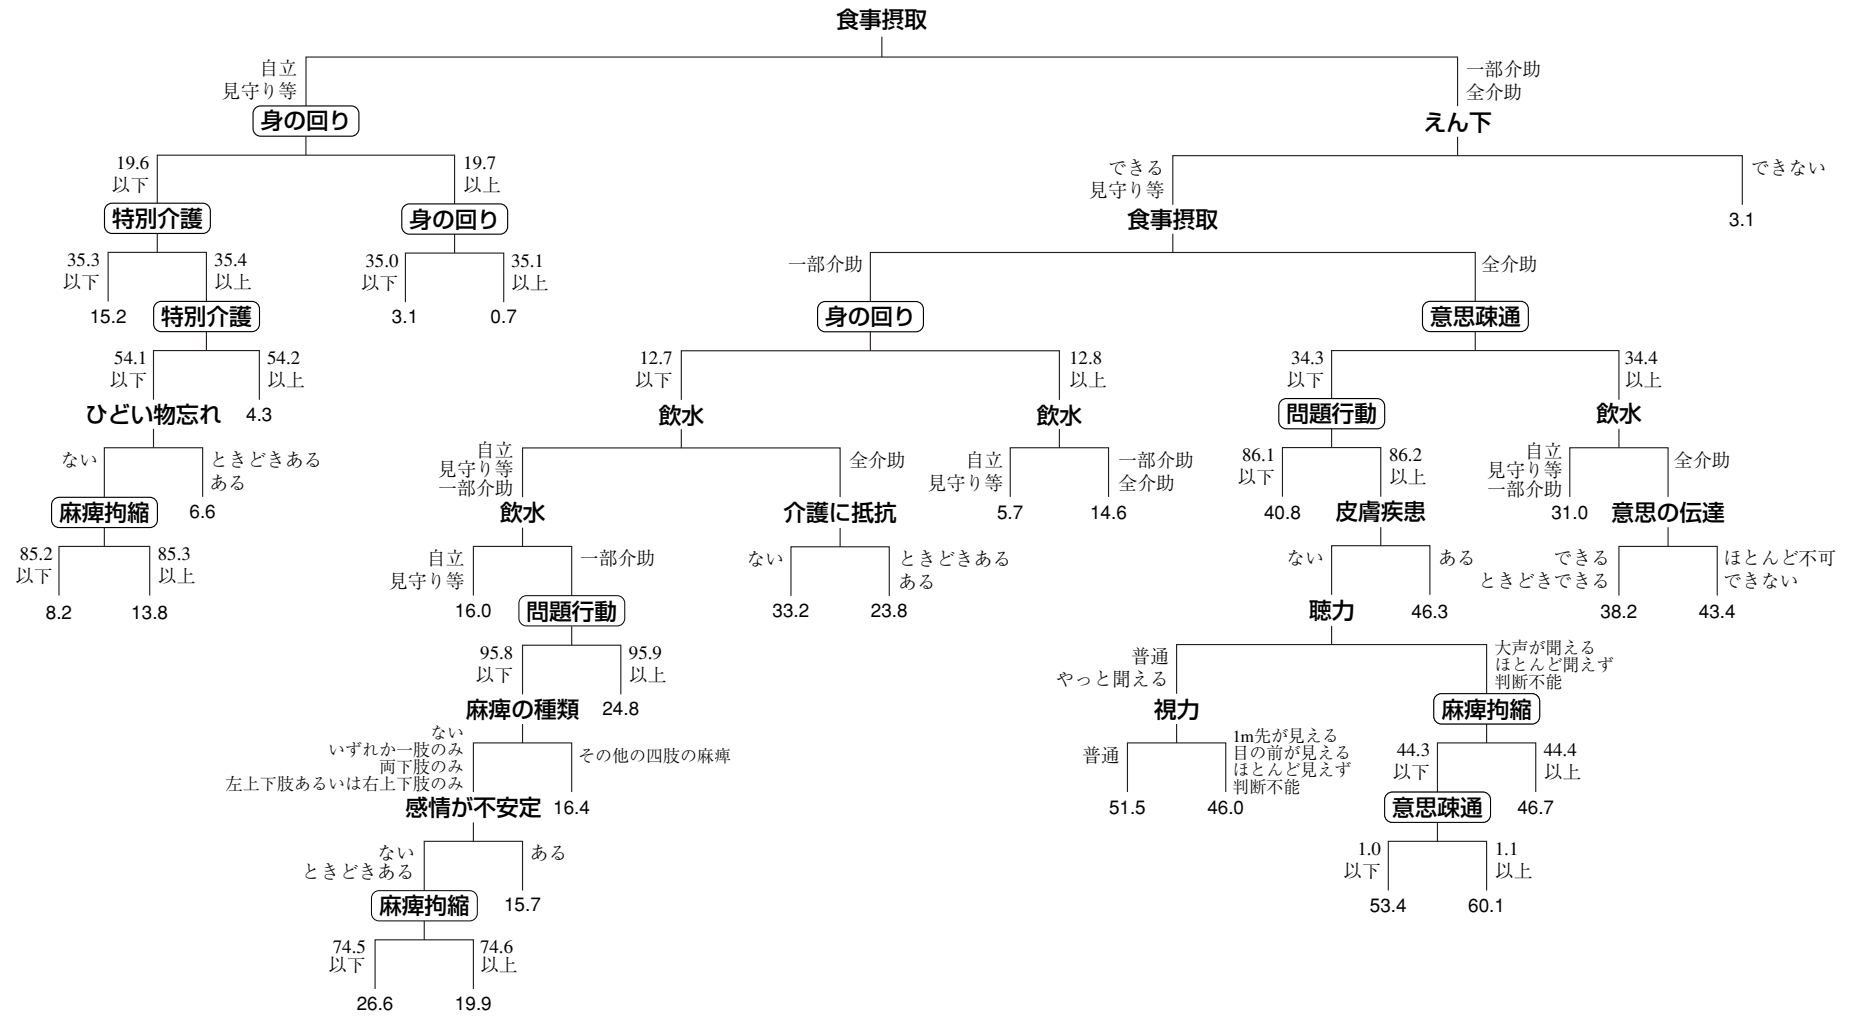 食事摂取
自立
見守り等
一部介助
全介助
身の回り
えん下
19.6
以下
19.7
以上
できる
見守り等
できない
特別介護
身の回り
食事摂取
3.1
35.3
以下
35.4
以上
35.0
以下
35.1
以上
一部介助
全介助
15.2
特別介護
3.1
0.7
身の回り
意思疎通
54.1
以下
54.2
以上
12.7
以下
12.8
以上
34.3
以下
34.4
以上
ひどい物忘れ
4.3
飲水
飲水
問題行動
飲水
ない
ときどきある
ある
自立
見守り等
一部介助
全介助
自立
見守り等
一部介助
全介助
86.1
以下
86.2
以上
自立
見守り等
一部介助
全介助
麻痺拘縮
6.6
飲水
介護に抵抗
5.7
14.6
40.8
皮膚疾患
31.0
意思の伝達
85.2
以下
85.3
以上
自立
見守り等
一部介助
ない
ときどきある
ある
ない
ある
できる
ときどきできる
ほとんど不可
できない
8.2
13.8
16.0
問題行動
33.2
23.8
聴力
46.3
38.2
43.4
95.8
以下
95.9
以上
普通
やっと聞える
大声が聞える
ほとんど聞えず
判断不能
麻痺の種類
24.8
視力
麻痺拘縮
ない
いずれか一肢のみ
両下肢のみ
左上下肢あるいは右上下肢のみ
その他の四肢の麻痺
普通
1m先が見える
目の前が見える
ほとんど見えず
判断不能
44.3
以下
44.4
以上
感情が不安定
16.4
51.5
46.0
意思疎通
46.7
ない
ときどきある
ある
1.0
以下
1.1
以上
麻痺拘縮
15.7
53.4
60.1
74.5
以下
74.6
以上
26.6
19.9